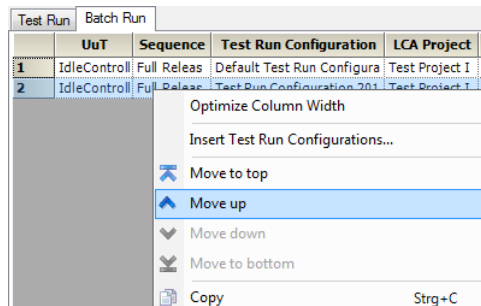 Test Run Batch Run
UuT Sequence Test Run Configuration LCA Project
1 IdleControll Full Releas Default Test Run Configura Test Project I
2 IdleControll Full Releas Test Run Configuration 201 Test Project I
Optimize Column Width
Insert Test Run Configurations...
Move to top
Move up
Move down
Move to bottom
Copy Strg+C